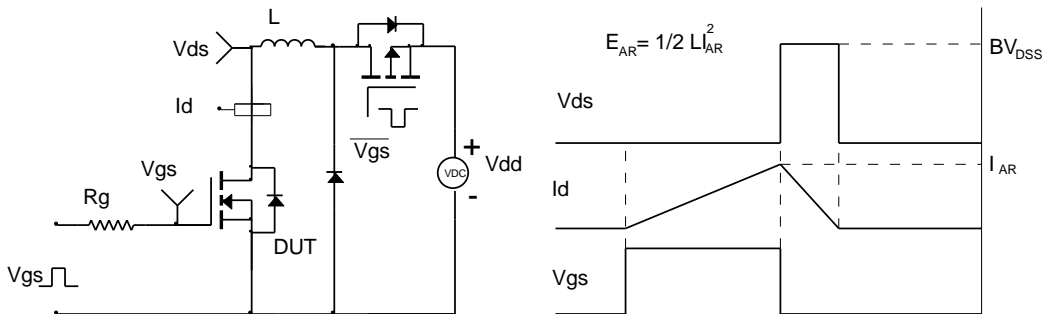 L
Vds
Id
Vgs
Rg
DUT
Vgs
Vgs
+
VDC
Vdd
-
E_AR = 1/2 LI_AR^2
BV_DSS
Vds
I_AR
Id
Vgs